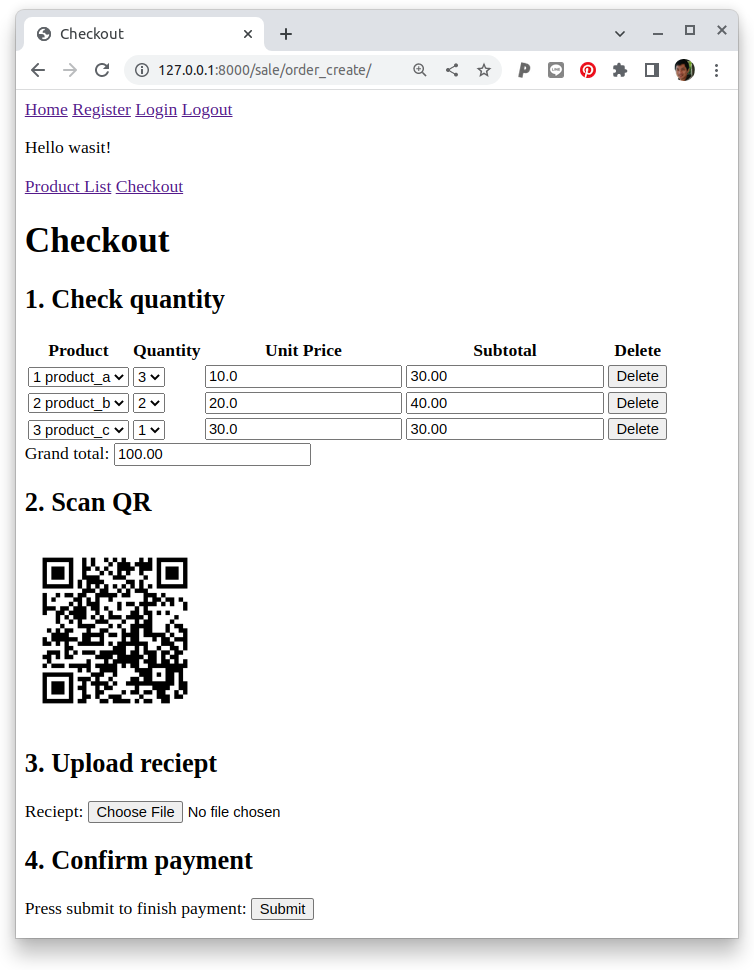 Checkout
127.0.0.1:8000/sale/order_create/
Home Register Login Logout
Hello wasit!
Product List Checkout
Checkout
1. Check quantity
Product Quantity Unit Price Subtotal Delete
1 product_a 3 10.0 30.00 Delete
2 product_b 2 20.0 40.00 Delete
3 product_c 1 30.0 30.00 Delete
Grand total: 100.00
2. Scan QR
3. Upload reciept
Reciept: Choose File No file chosen
4. Confirm payment
Press submit to finish payment: Submit